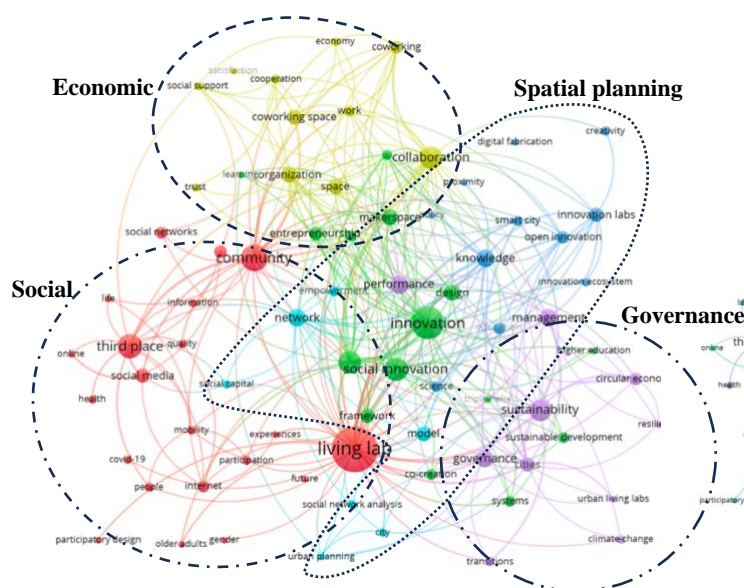 economy
coworking
Economic
satisfaction
cooperation
social support
Spatial planning
coworking space
work
creativity
digital fabrication
collaboration
learning
organization
proximity
trust
space
makerspace
policy
smart city
innovation labs
social networks
entrepreneurship
open innovation
community
knowledge
Social
performance
innovation ecosystem
empowerment
design
life
information
network
innovation
management
Governance
third place
quality
online
social media
social innovation
higher education
online
th
health
social capital
science
circular econo
health
framework
sustainability
mobility
resili
experiences
living lab
model
sustainable development
covid-19
participation
governance
cities
people
internet
future
co-creation
social network analysis
systems
urban living labs
participatory
participatory design
older adults
gender
city
climate change
urban planning
transitions